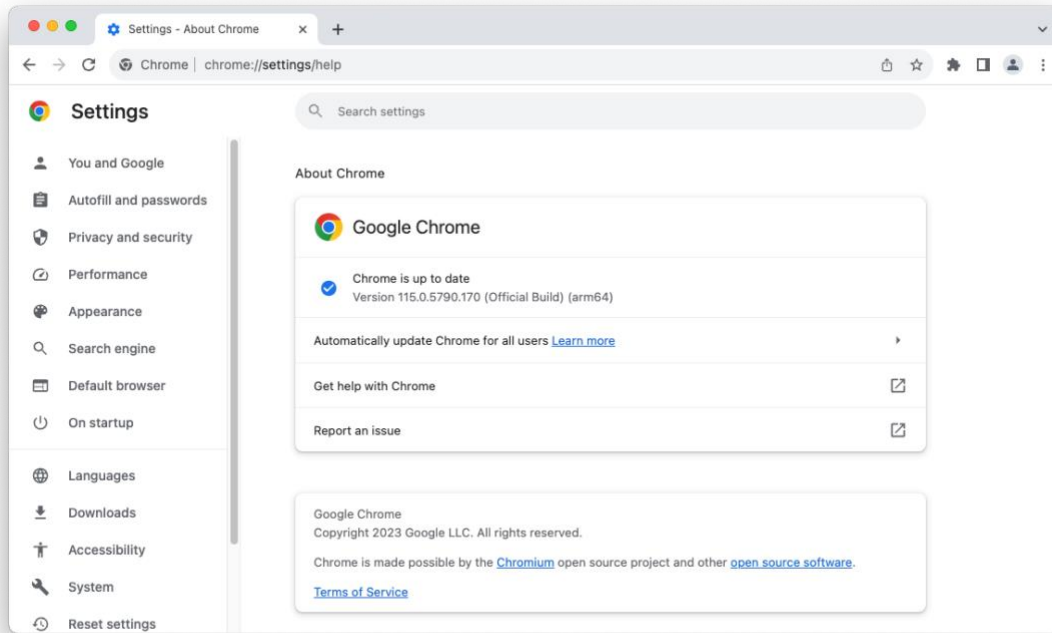 Settings - About Chrome
Chrome | chrome://settings/help
Settings
Search settings
You and Google
Autofill and passwords
Privacy and security
Performance
Appearance
Search engine
Default browser
On startup
Languages
Downloads
Accessibility
System
Reset settings
About Chrome
Google Chrome
Chrome is up to date
Version 115.0.5790.170 (Official Build) (arm64)
Automatically update Chrome for all users Learn more
Get help with Chrome
Report an issue
Google Chrome
Copyright 2023 Google LLC. All rights reserved.
Chrome is made possible by the Chromium open source project and other open source software.
Terms of Service